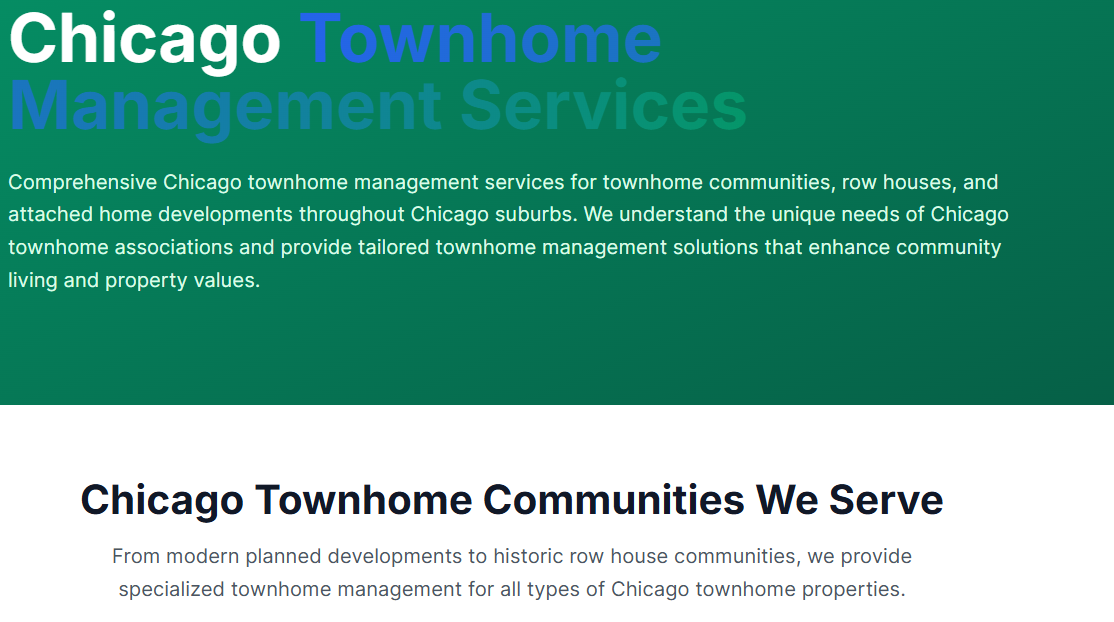 Chicago Townhome
Management Services
Comprehensive Chicago townhome management services for townhome communities, row houses, and
attached home developments throughout Chicago suburbs. We understand the unique needs of Chicago
townhome associations and provide tailored townhome management solutions that enhance community
living and property values.
Chicago Townhome Communities We Serve
From modern planned developments to historic row house communities, we provide
specialized townhome management for all types of Chicago townhome properties.